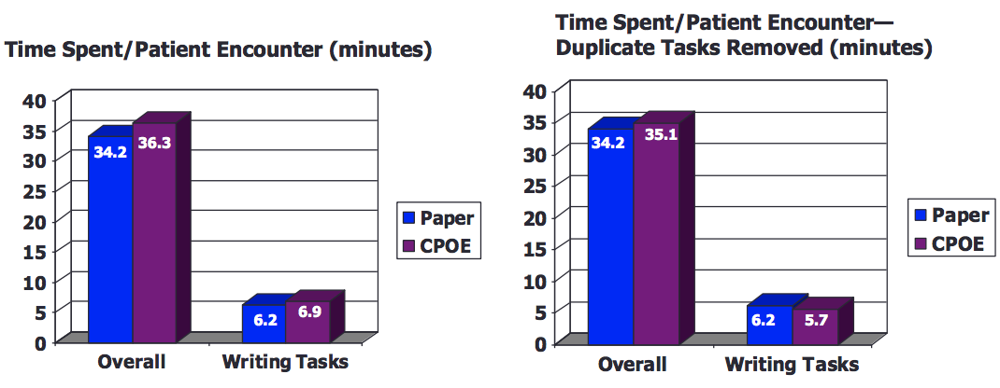 Time Spent/Patient Encounter (minutes)
40
35
30
25
20
15
10
5
0
34.2
36.3
6.2
6.9
Overall
Writing Tasks
Paper
CPOE
Time Spent/Patient Encounter—
Duplicate Tasks Removed (minutes)
40
35
30
25
20
15
10
5
0
34.2
35.1
6.2
5.7
Overall
Writing Tasks
Paper
CPOE